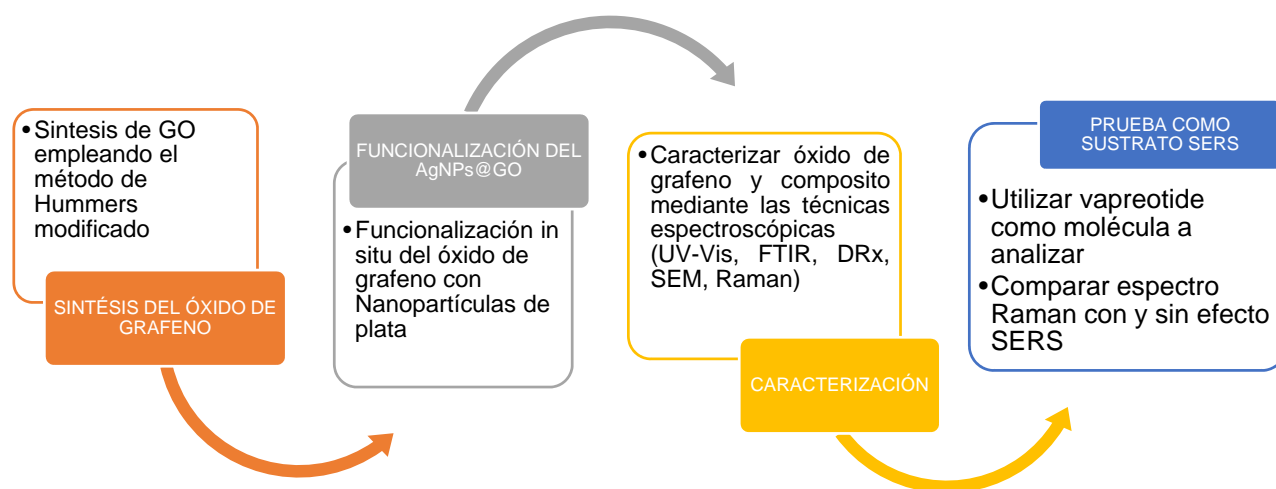 •Sintesis de GO
empleando el
método de
Hummers
modificado
SINTÉSIS DEL ÓXIDO DE
GRAFENO
FUNCIONALIZACIÓN DEL
AgNPs@GO
•Funcionalización in
situ del óxido de
grafeno con
Nanopartículas de
plata
•Caracterizar óxido de
grafeno y composito
mediante las técnicas
espectroscópicas
(UV-Vis, FTIR, DRx,
SEM, Raman)
CARACTERIZACIÓN
PRUEBA COMO
SUSTRATO SERS
•Utilizar vapreotide
como molécula a
analizar
•Comparar espectro
Raman con y sin efecto
SERS